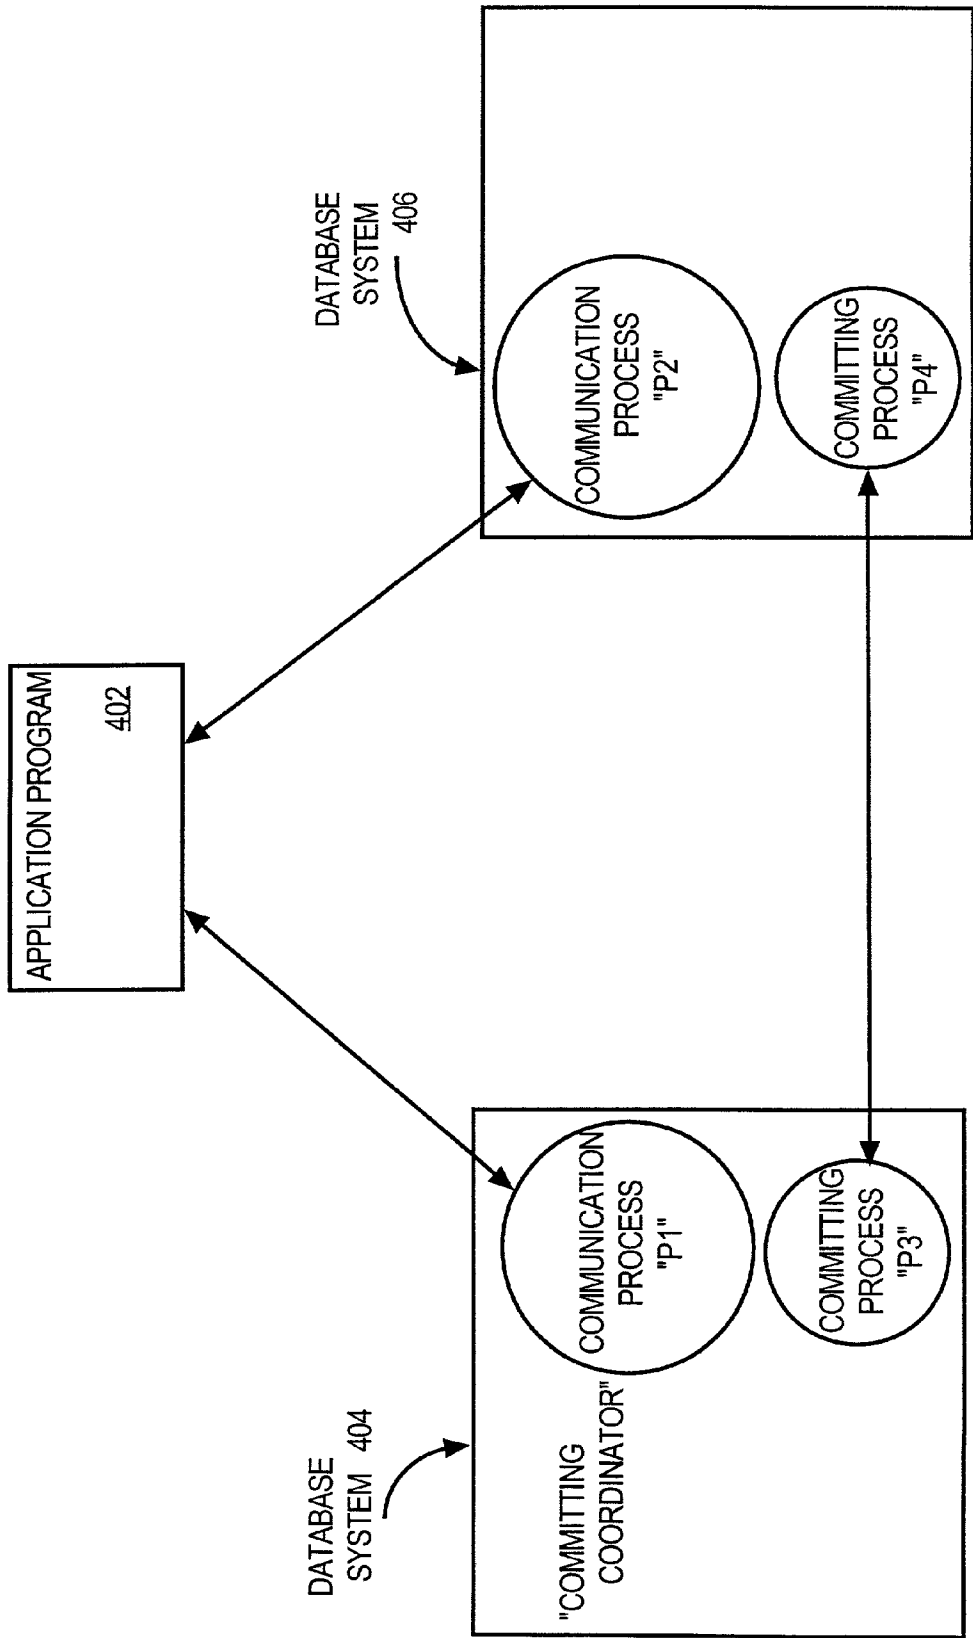 APPLICATION PROGRAM
402
DATABASE
SYSTEM 404
"COMMITTING
COORDINATOR"
COMMUNICATION
PROCESS
"P1"
COMMITTING
PROCESS
"P3"
DATABASE
SYSTEM 406
COMMUNICATION
PROCESS
"P2"
COMMITTING
PROCESS
"P4"